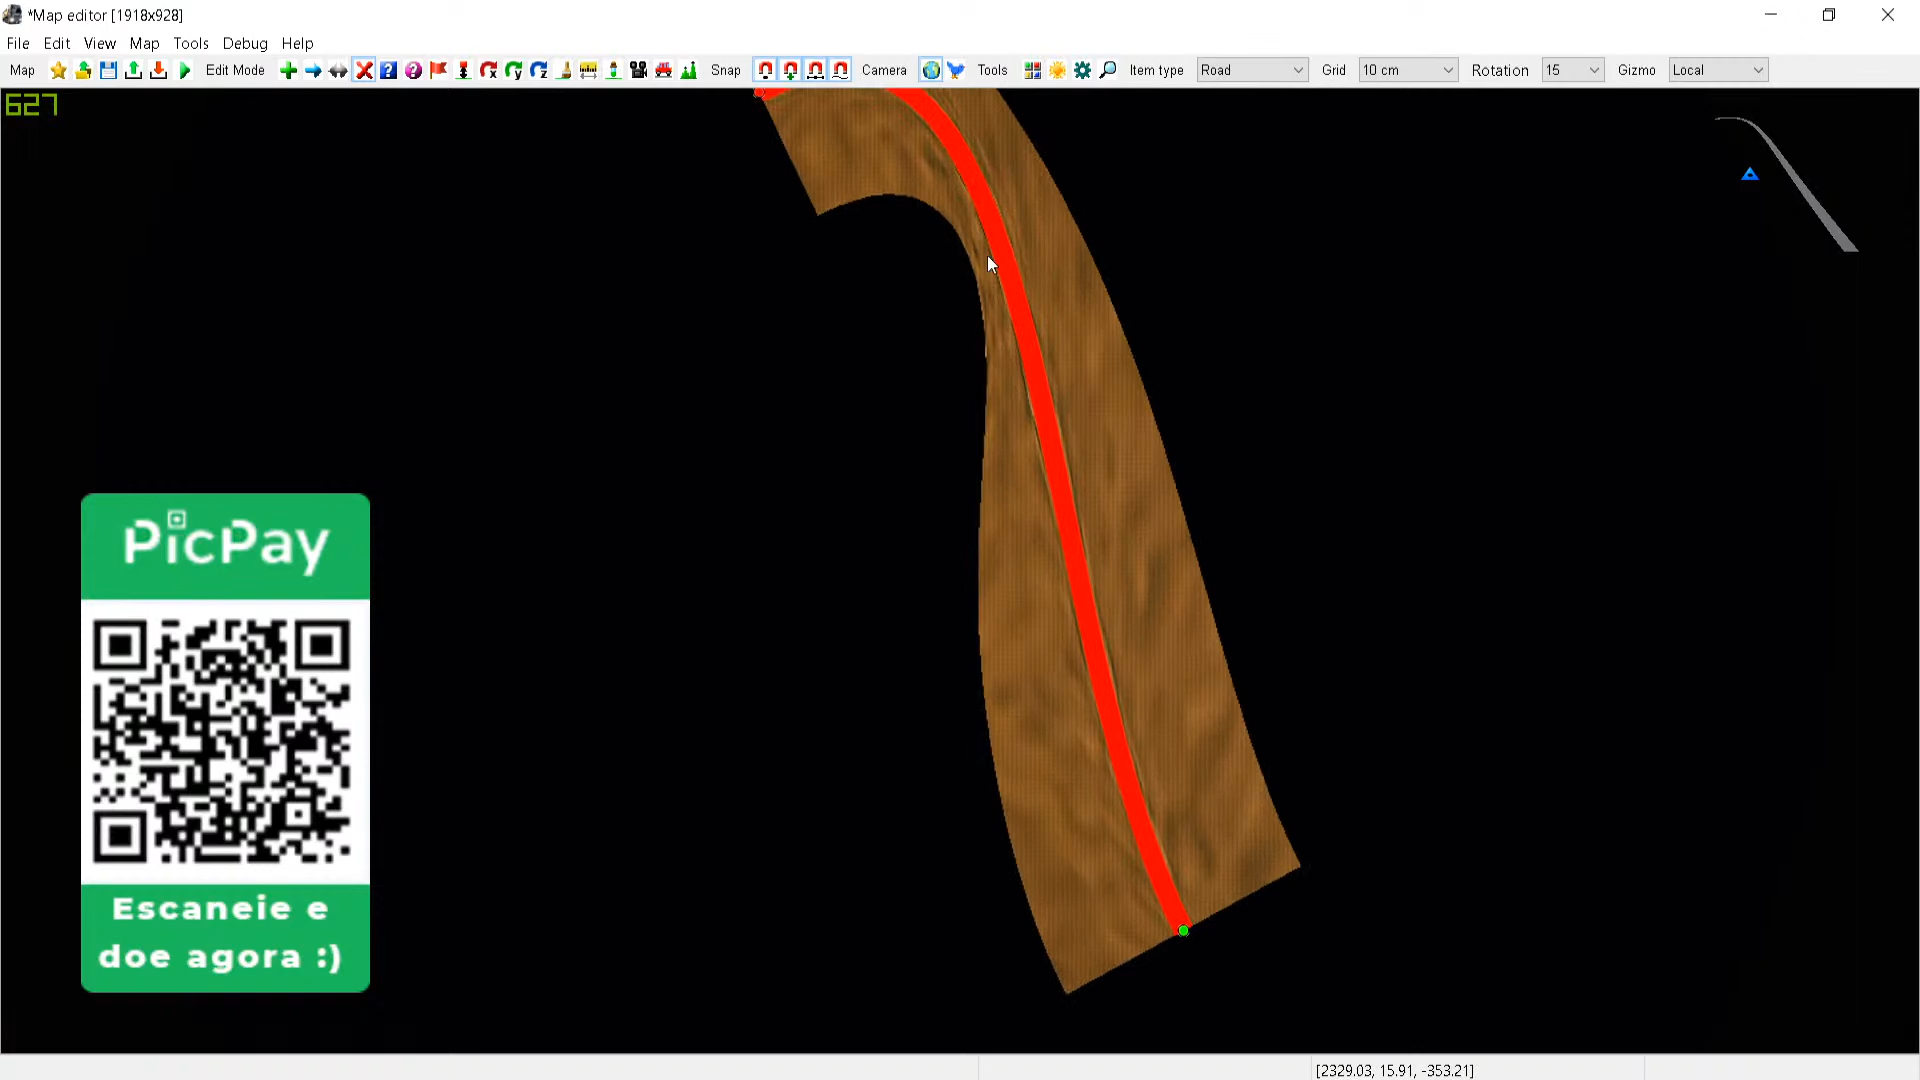 *Map editor [1918x928]
File Edit View Map Tools Debug Help
Map Edit Mode Snap Camera Tools Item type Road Grid 10 cm Rotation 15 Gizmo Local
627
PicPay
Escaneie e
doe agora :)
[2329.03, 15.91, -353.21]